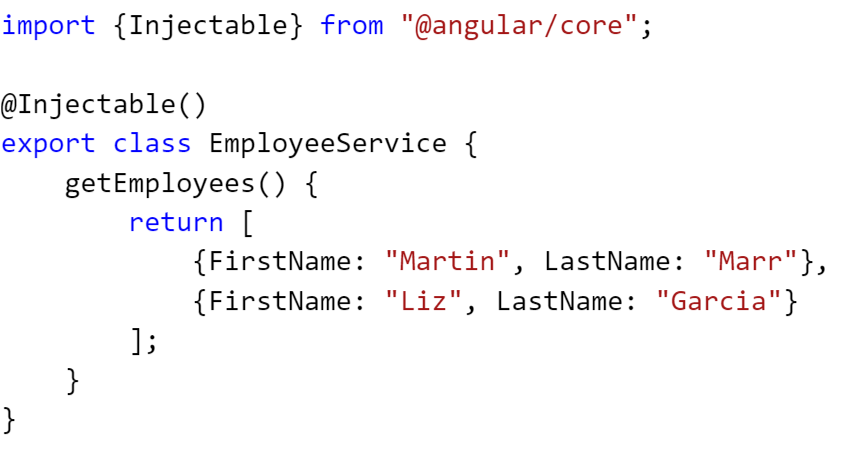 import {Injectable} from "@angular/core";

@Injectable()
export class EmployeeService {
    getEmployees() {
        return [
            {FirstName: "Martin", LastName: "Marr"},
            {FirstName: "Liz", LastName: "Garcia"}
        ];
    }
}